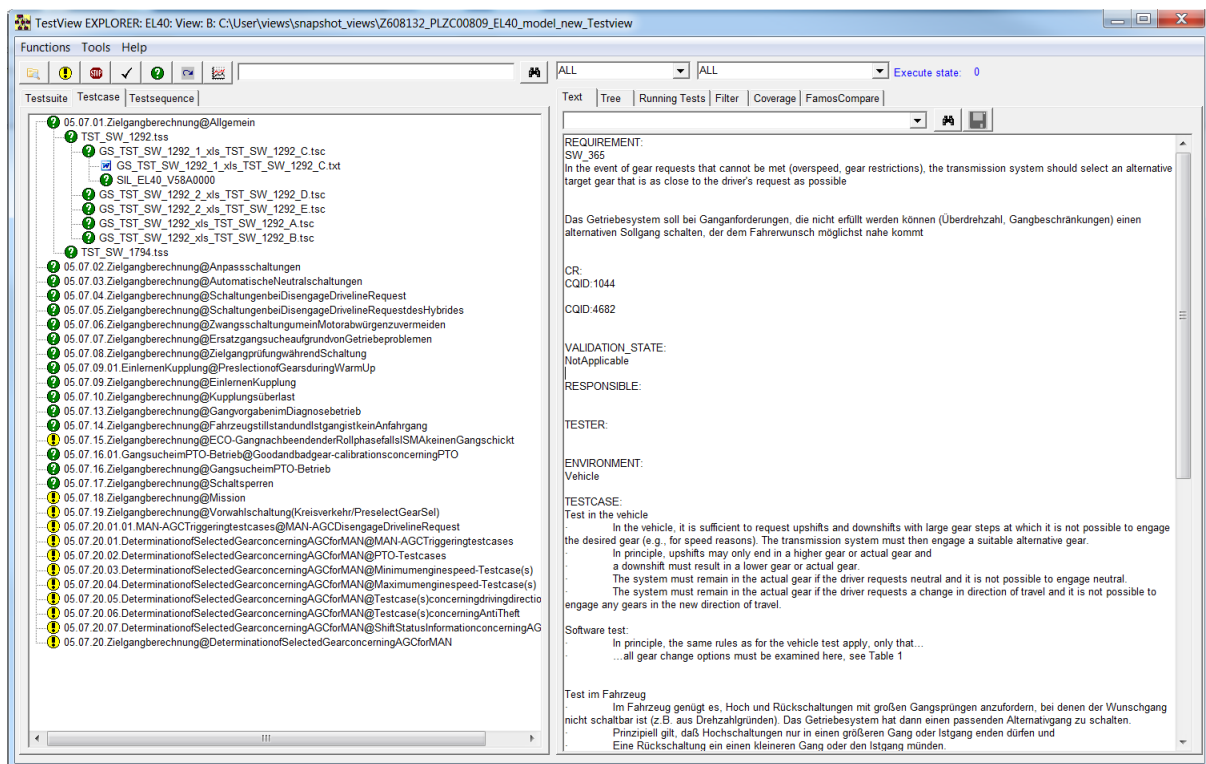 TestView EXPLORER: EL40: View: B: C:\User\views\snapshot_views\Z608132_PLZC00809_EL40_model_new_Testview
Functions Tools Help
STOP
ALL
ALL
Execute state: 0
Testsuite Testcase Testsequence
Text Tree Running Tests Filter Coverage FamosCompare
05.07.01.Zielgangberechnung@Allgemein
TST_SW_1292.tss
GS_TST_SW_1292_1_xls_TST_SW_1292_C.tsc
GS_TST_SW_1292_1_xls_TST_SW_1292_C.txt
SIL_EL40_V58A0000
GS_TST_SW_1292_2_xls_TST_SW_1292_D.tsc
GS_TST_SW_1292_2_xls_TST_SW_1292_E.tsc
GS_TST_SW_1292_xls_TST_SW_1292_A.tsc
GS_TST_SW_1292_xls_TST_SW_1292_B.tsc
TST_SW_1794.tss
05.07.02.Zielgangberechnung@Anpassschaltungen
05.07.03.Zielgangberechnung@AutomatischeNeutralschaltungen
05.07.04.Zielgangberechnung@SchaltungenbeiDisengageDrivelineRequest
05.07.05.Zielgangberechnung@SchaltungenbeiDisengageDrivelineRequestdesHybrides
05.07.06.Zielgangberechnung@ZwangsschaltungumeinMotorabwürgenzuvermeiden
05.07.07.Zielgangberechnung@ErsatzgangsucheaufgrundvonGetriebeproblemen
05.07.08.Zielgangberechnung@ZielgangprüfungwährendSchaltung
05.07.09.01.EinlernenKupplung@PreslectionofGearsduringWarmUp
05.07.09.Zielgangberechnung@EinlernenKupplung
05.07.10.Zielgangberechnung@Kupplungsüberlast
05.07.13.Zielgangberechnung@GangvorgabenimDiagnosebetrieb
05.07.14.Zielgangberechnung@FahrzeugstillstandundIstgangistkeinAnfahrgang
05.07.15.Zielgangberechnung@ECO-GangnachbeendenderRollphasefallsISMAkeinenGangschickt
05.07.16.01.GangsucheimPTO-Betrieb@Goodandbadgear-calibrationsconcerningPTO
05.07.16.Zielgangberechnung@GangsucheimPTO-Betrieb
05.07.17.Zielgangberechnung@Schaltsperren
05.07.18.Zielgangberechnung@Mission
05.07.19.Zielgangberechnung@Vorwahlschaltung(Kreisverkehr/PreselectGearSel)
05.07.20.01.01.MAN-AGCTriggeringtestcases@MAN-AGCDisengageDrivelineRequest
05.07.20.01.DeterminationofSelectedGearconcerningAGCforMAN@MAN-AGCTriggeringtestcases
05.07.20.02.DeterminationofSelectedGearconcerningAGCforMAN@PTO-Testcases
05.07.20.03.DeterminationofSelectedGearconcerningAGCforMAN@Minimumenginespeed-Testcase(s)
05.07.20.04.DeterminationofSelectedGearconcerningAGCforMAN@Maximumenginespeed-Testcase(s)
05.07.20.05.DeterminationofSelectedGearconcerningAGCforMAN@Testcase(s)concerningdrivingdirectio
05.07.20.06.DeterminationofSelectedGearconcerningAGCforMAN@Testcase(s)concerningAntiTheft
05.07.20.07.DeterminationofSelectedGearconcerningAGCforMAN@ShiftStatusInformationconcerningAG
05.07.20.Zielgangberechnung@DeterminationofSelectedGearconcerningAGCforMAN
REQUIREMENT:
SW_365
In the event of gear requests that cannot be met (overspeed, gear restrictions), the transmission system should select an alternative
target gear that is as close to the driver's request as possible
Das Getriebesystem soll bei Ganganforderungen, die nicht erfüllt werden können (Überdrehzahl, Gangbeschränkungen) einen
alternativen Sollgang schalten, der dem Fahrerwunsch möglichst nahe kommt
CR:
CQID:1044
CQID:4682
VALIDATION_STATE:
NotApplicable
RESPONSIBLE:
TESTER:
ENVIRONMENT:
Vehicle
TESTCASE:
Test in the vehicle
· In the vehicle, it is sufficient to request upshifts and downshifts with large gear steps at which it is not possible to engage
the desired gear (e.g., for speed reasons). The transmission system must then engage a suitable alternative gear.
· In principle, upshifts may only end in a higher gear or actual gear and
· a downshift must result in a lower gear or actual gear.
· The system must remain in the actual gear if the driver requests neutral and it is not possible to engage neutral.
· The system must remain in the actual gear if the driver requests a change in direction of travel and it is not possible to
engage any gears in the new direction of travel.
Software test:
· In principle, the same rules as for the vehicle test apply, only that…
· …all gear change options must be examined here, see Table 1
Test im Fahrzeug
· Im Fahrzeug genügt es, Hoch und Rückschaltungen mit großen Gangsprüngen anzufordern, bei denen der Wunschgang
nicht schaltbar ist (z.B. aus Drehzahlgründen). Das Getriebesystem hat dann einen passenden Alternativgang zu schalten.
· Prinzipiell gilt, daß Hochschaltungen nur in einen größeren Gang oder Istgang enden dürfen und
· Eine Rückschaltung ein einen kleineren Gang oder den Istgang münden.